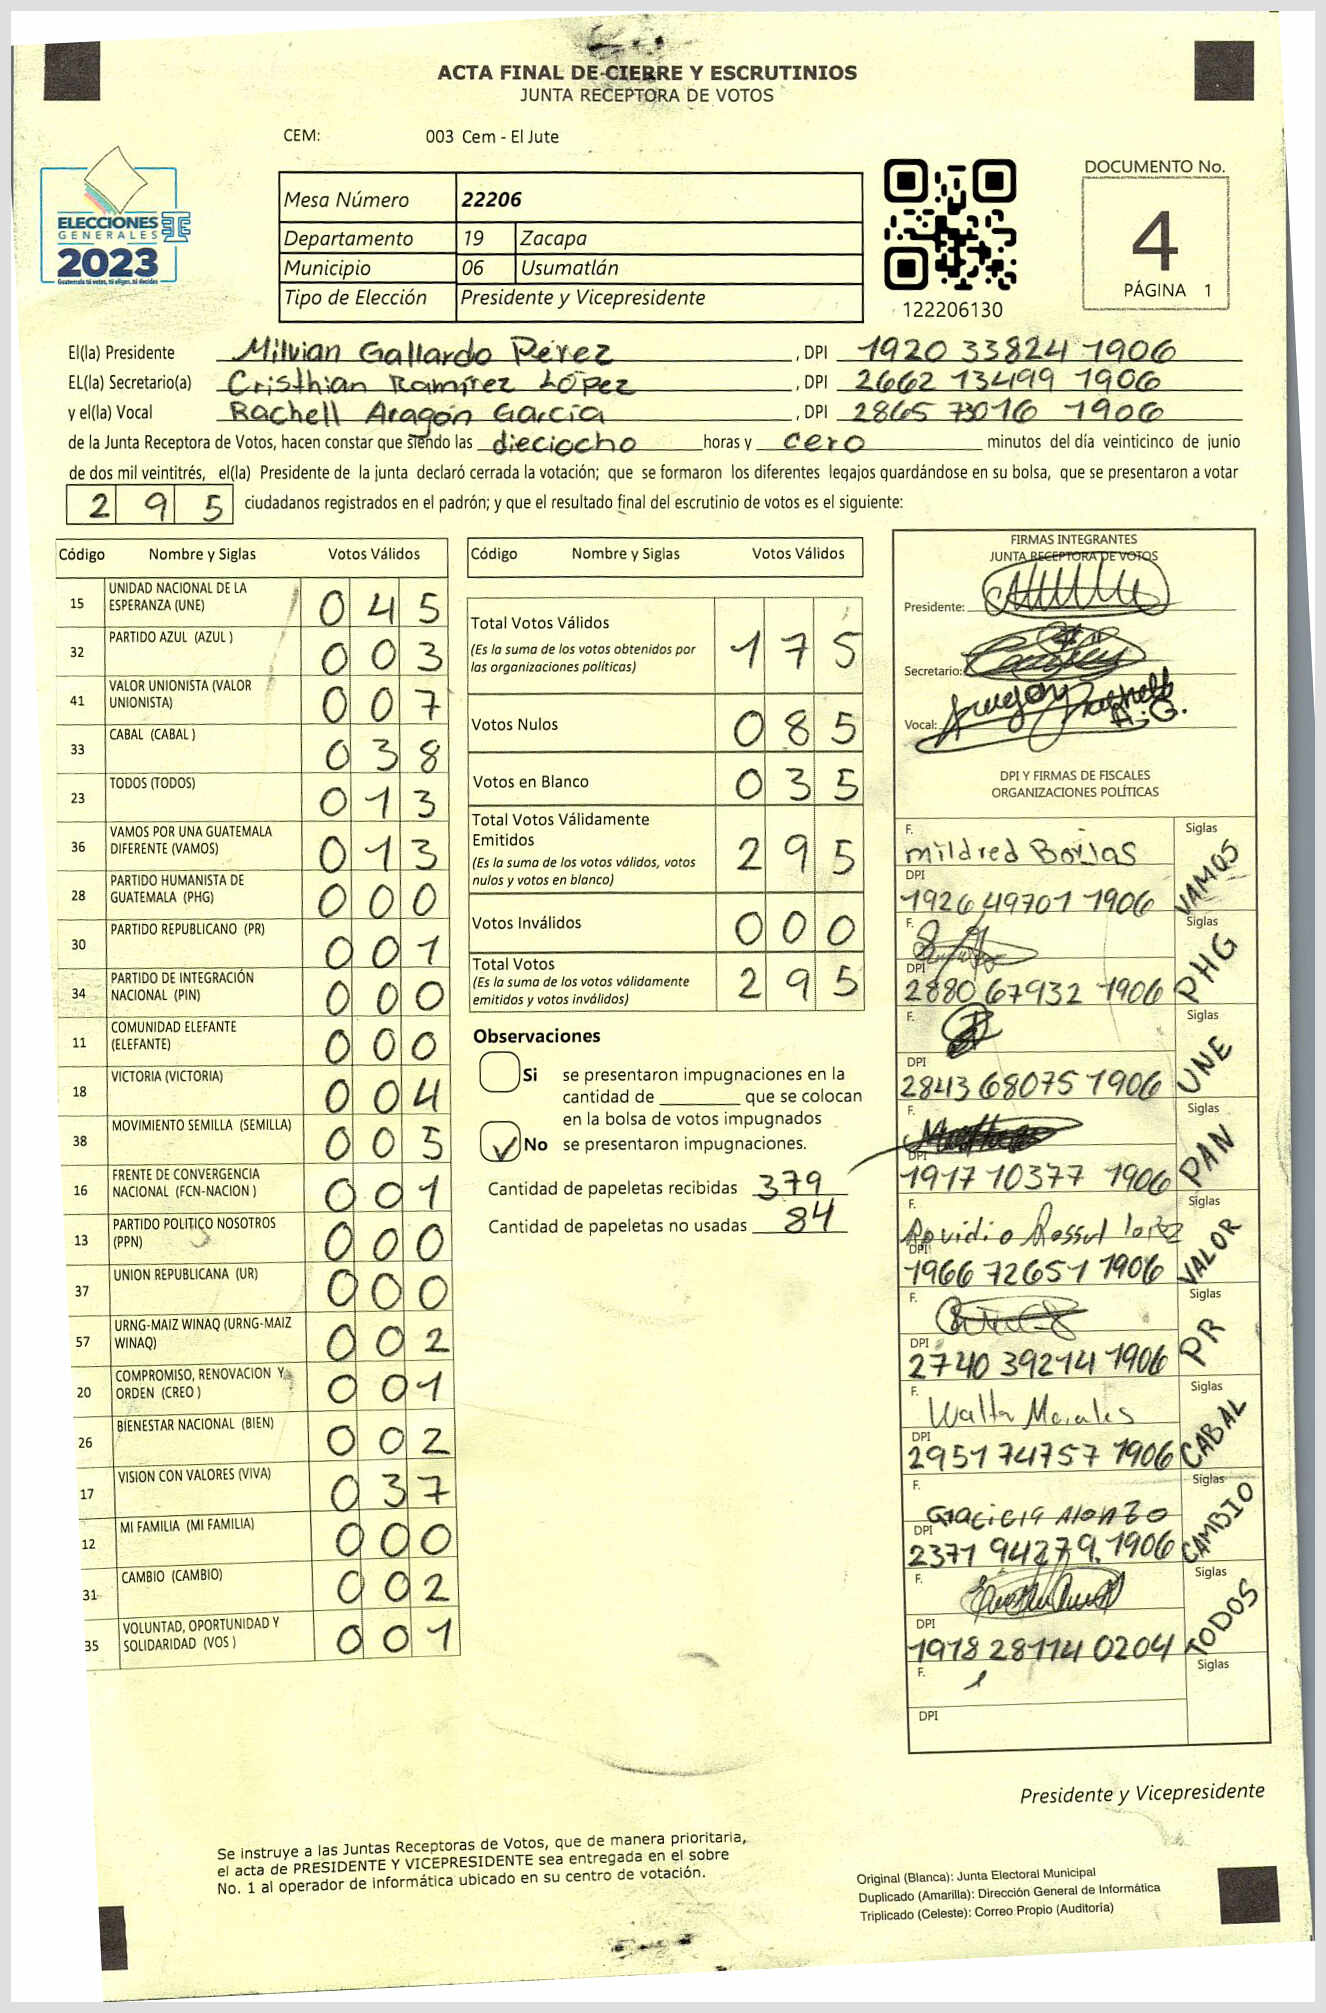 ACTA FINAL DE CIERRE Y ESCRUTINIOS
JUNTA RECEPTORA DE VOTOS
CEM: 003 Cem - El Jute
ELECCIONES
GENERALES
2023
Guatemala tú votas, tú eliges, tú decides
Mesa Número 22206
Departamento 19 Zacapa
Municipio 06 Usumatlán
Tipo de Elección Presidente y Vicepresidente
122206130
DOCUMENTO No.
4
PÁGINA 1
El(la) Presidente Milvian Gallardo Pérez , DPI 1920 33824 1906
EL(la) Secretario(a) Cristhian Ramírez López , DPI 2662 13499 1906
y el(la) Vocal Rachell Aragón García , DPI 2865 73016 1906
de la Junta Receptora de Votos, hacen constar que siendo las dieciocho horas y cero minutos del día veinticinco de junio
de dos mil veintitrés, el(la) Presidente de la junta declaró cerrada la votación; que se formaron los diferentes legajos quardándose en su bolsa, que se presentaron a votar
2 9 5 ciudadanos registrados en el padrón; y que el resultado final del escrutinio de votos es el siguiente:
Código Nombre y Siglas Votos Válidos
15 UNIDAD NACIONAL DE LA ESPERANZA (UNE) 0 4 5
32 PARTIDO AZUL (AZUL ) 0 0 3
41 VALOR UNIONISTA (VALOR UNIONISTA) 0 0 7
33 CABAL (CABAL ) 0 3 8
23 TODOS (TODOS) 0 1 3
36 VAMOS POR UNA GUATEMALA DIFERENTE (VAMOS) 0 1 3
28 PARTIDO HUMANISTA DE GUATEMALA (PHG) 0 0 0
30 PARTIDO REPUBLICANO (PR) 0 0 1
34 PARTIDO DE INTEGRACIÓN NACIONAL (PIN) 0 0 0
11 COMUNIDAD ELEFANTE (ELEFANTE) 0 0 0
18 VICTORIA (VICTORIA) 0 0 4
38 MOVIMIENTO SEMILLA (SEMILLA) 0 0 5
16 FRENTE DE CONVERGENCIA NACIONAL (FCN-NACION ) 0 0 1
13 PARTIDO POLITICO NOSOTROS (PPN) 0 0 0
37 UNION REPUBLICANA (UR) 0 0 0
57 URNG-MAIZ WINAQ (URNG-MAIZ WINAQ) 0 0 2
20 COMPROMISO, RENOVACION Y ORDEN (CREO ) 0 0 1
26 BIENESTAR NACIONAL (BIEN) 0 0 2
17 VISION CON VALORES (VIVA) 0 3 7
12 MI FAMILIA (MI FAMILIA) 0 0 0
31 CAMBIO (CAMBIO) 0 0 2
35 VOLUNTAD, OPORTUNIDAD Y SOLIDARIDAD (VOS ) 0 0 1
Código Nombre y Siglas Votos Válidos
Total Votos Válidos 1 7 5
(Es la suma de los votos obtenidos por
las organizaciones políticas)
Votos Nulos 0 8 5
Votos en Blanco 0 3 5
Total Votos Válidamente
Emitidos 2 9 5
(Es la suma de los votos válidos, votos
nulos y votos en blanco)
Votos Inválidos 0 0 0
Total Votos 2 9 5
(Es la suma de los votos válidamente
emitidos y votos inválidos)
Observaciones
Si se presentaron impugnaciones en la
cantidad de ________ que se colocan
en la bolsa de votos impugnados
No se presentaron impugnaciones.
Cantidad de papeletas recibidas 379
Cantidad de papeletas no usadas 84
FIRMAS INTEGRANTES
JUNTA RECEPTORA DE VOTOS
Presidente:
Secretario:
Vocal: A.G.
DPI Y FIRMAS DE FISCALES
ORGANIZACIONES POLÍTICAS
F. mildred Borjas Siglas VAMOS
DPI 1926 49701 1906
F. Siglas PHG
DPI 2880 67932 1906
F. Siglas UNE
DPI 2843 68075 1906
F. Siglas PAN
DPI 1917 10377 1906
F. Siglas VALOR
DPI 1966 72651 1906
F. Siglas PR
DPI 2740 39214 1906
F. Walter Morales Siglas CABAL
DPI 2951 74757 1906
F. Graciela Alonzo Siglas CAMBIO
DPI 2371 94279 1906
F. Siglas TODOS
DPI 1978 28114 0204
F. Siglas
DPI
Presidente y Vicepresidente
Se instruye a las Juntas Receptoras de Votos, que de manera prioritaria,
el acta de PRESIDENTE Y VICEPRESIDENTE sea entregada en el sobre
No. 1 al operador de informática ubicado en su centro de votación.
Original (Blanca): Junta Electoral Municipal
Duplicado (Amarilla): Dirección General de Informática
Triplicado (Celeste): Correo Propio (Auditoria)